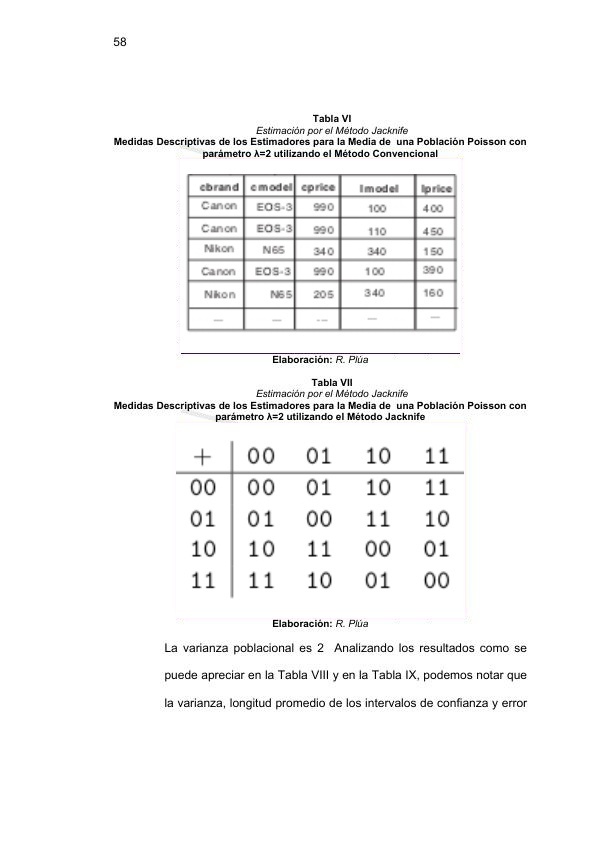 58
Tabla VI
Estimación por el Método Jacknife
Medidas Descriptivas de los Estimadores para la Media de una Población Poisson con
parámetro λ=2 utilizando el Método Convencional
cbrand cmodel cprice lmodel lprice
Canon EOS-3 990 100 400
Canon EOS-3 990 110 450
Nikon N65 340 340 150
Canon EOS-3 990 100 390
Nikon N65 205 340 160
... ... ... ... ...
Elaboración: R. Plúa
Tabla VII
Estimación por el Método Jacknife
Medidas Descriptivas de los Estimadores para la Media de una Población Poisson con
parámetro λ=2 utilizando el Método Jacknife
+ 00 01 10 11
00 00 01 10 11
01 01 00 11 10
10 10 11 00 01
11 11 10 01 00
Elaboración: R. Plúa
La varianza poblacional es 2 Analizando los resultados como se
puede apreciar en la Tabla VIII y en la Tabla IX, podemos notar que
la varianza, longitud promedio de los intervalos de confianza y error